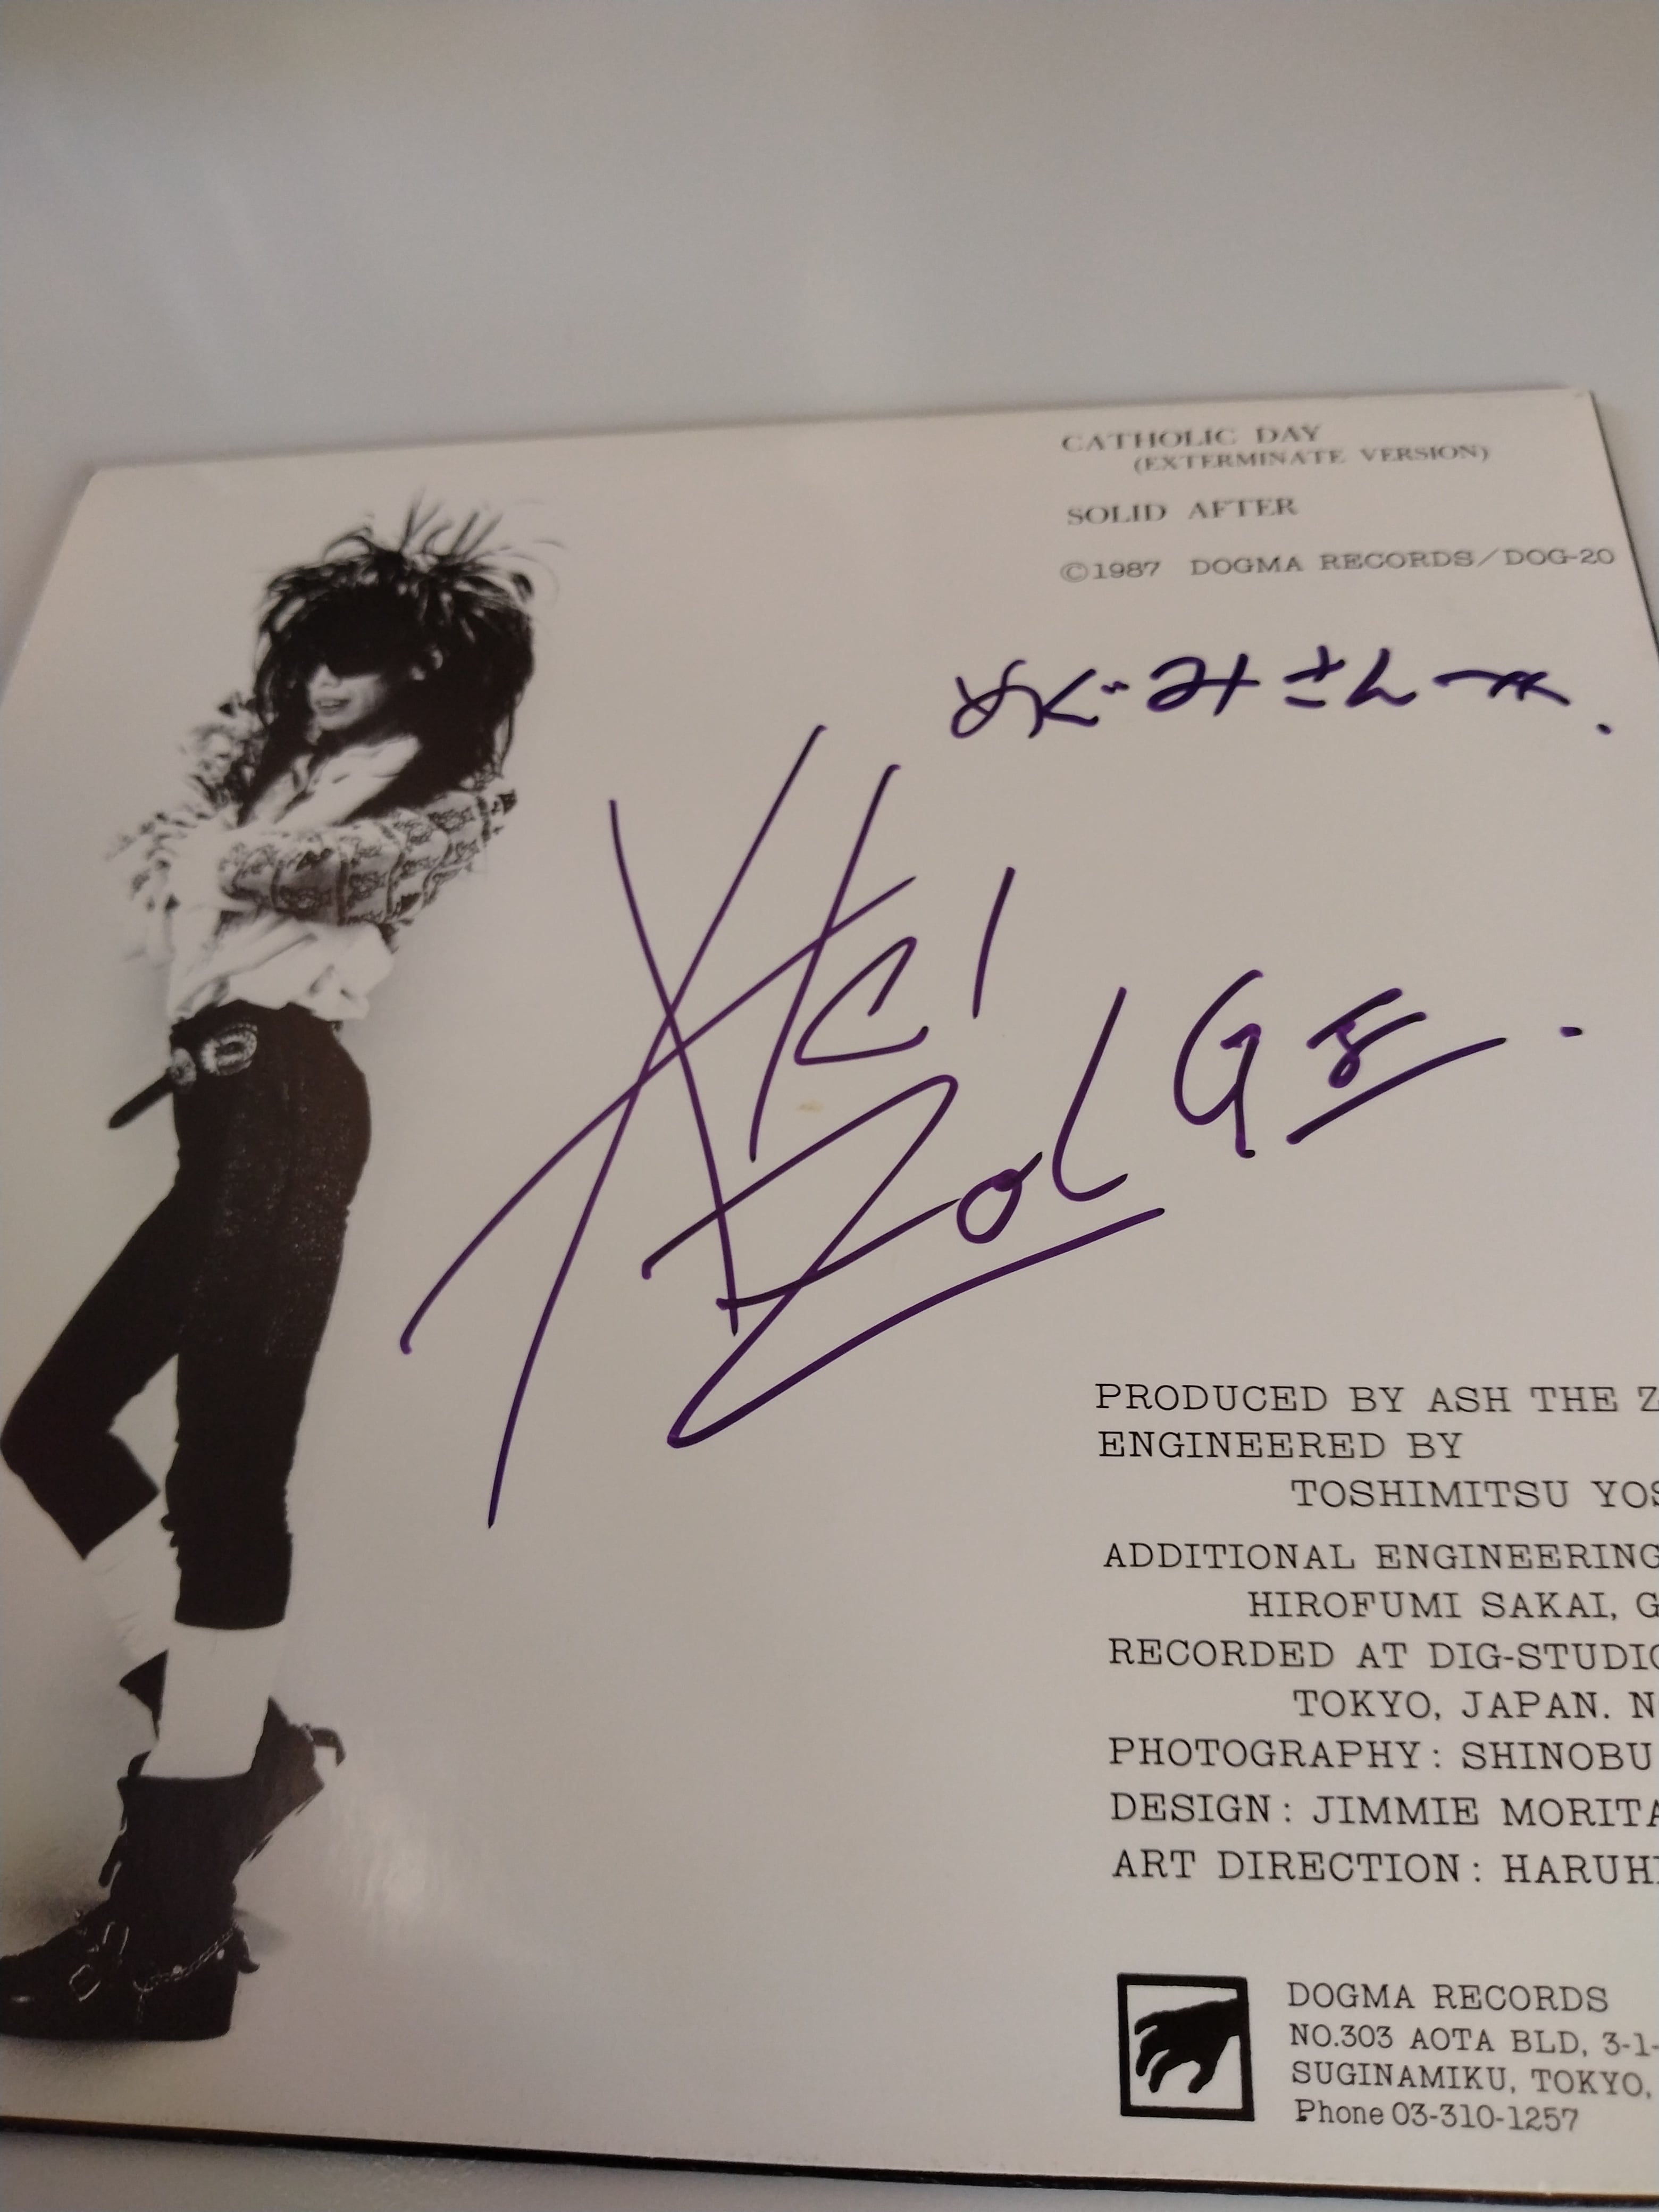 CATHOLIC DAY
(EXTERMINATE VERSION)
SOLID AFTER
©1987 DOGMA RECORDS/DOG-20
めぐみさんへ
PRODUCED BY ASH THE Z
ENGINEERED BY
TOSHIMITSU YOS
ADDITIONAL ENGINEERING
HIROFUMI SAKAI, G
RECORDED AT DIG-STUDIO
TOKYO, JAPAN. N
PHOTOGRAPHY: SHINOBU
DESIGN: JIMMIE MORITA
ART DIRECTION: HARUHI
DOGMA RECORDS
NO.303 AOTA BLD, 3-1-
SUGINAMIKU, TOKYO,
Phone 03-310-1257